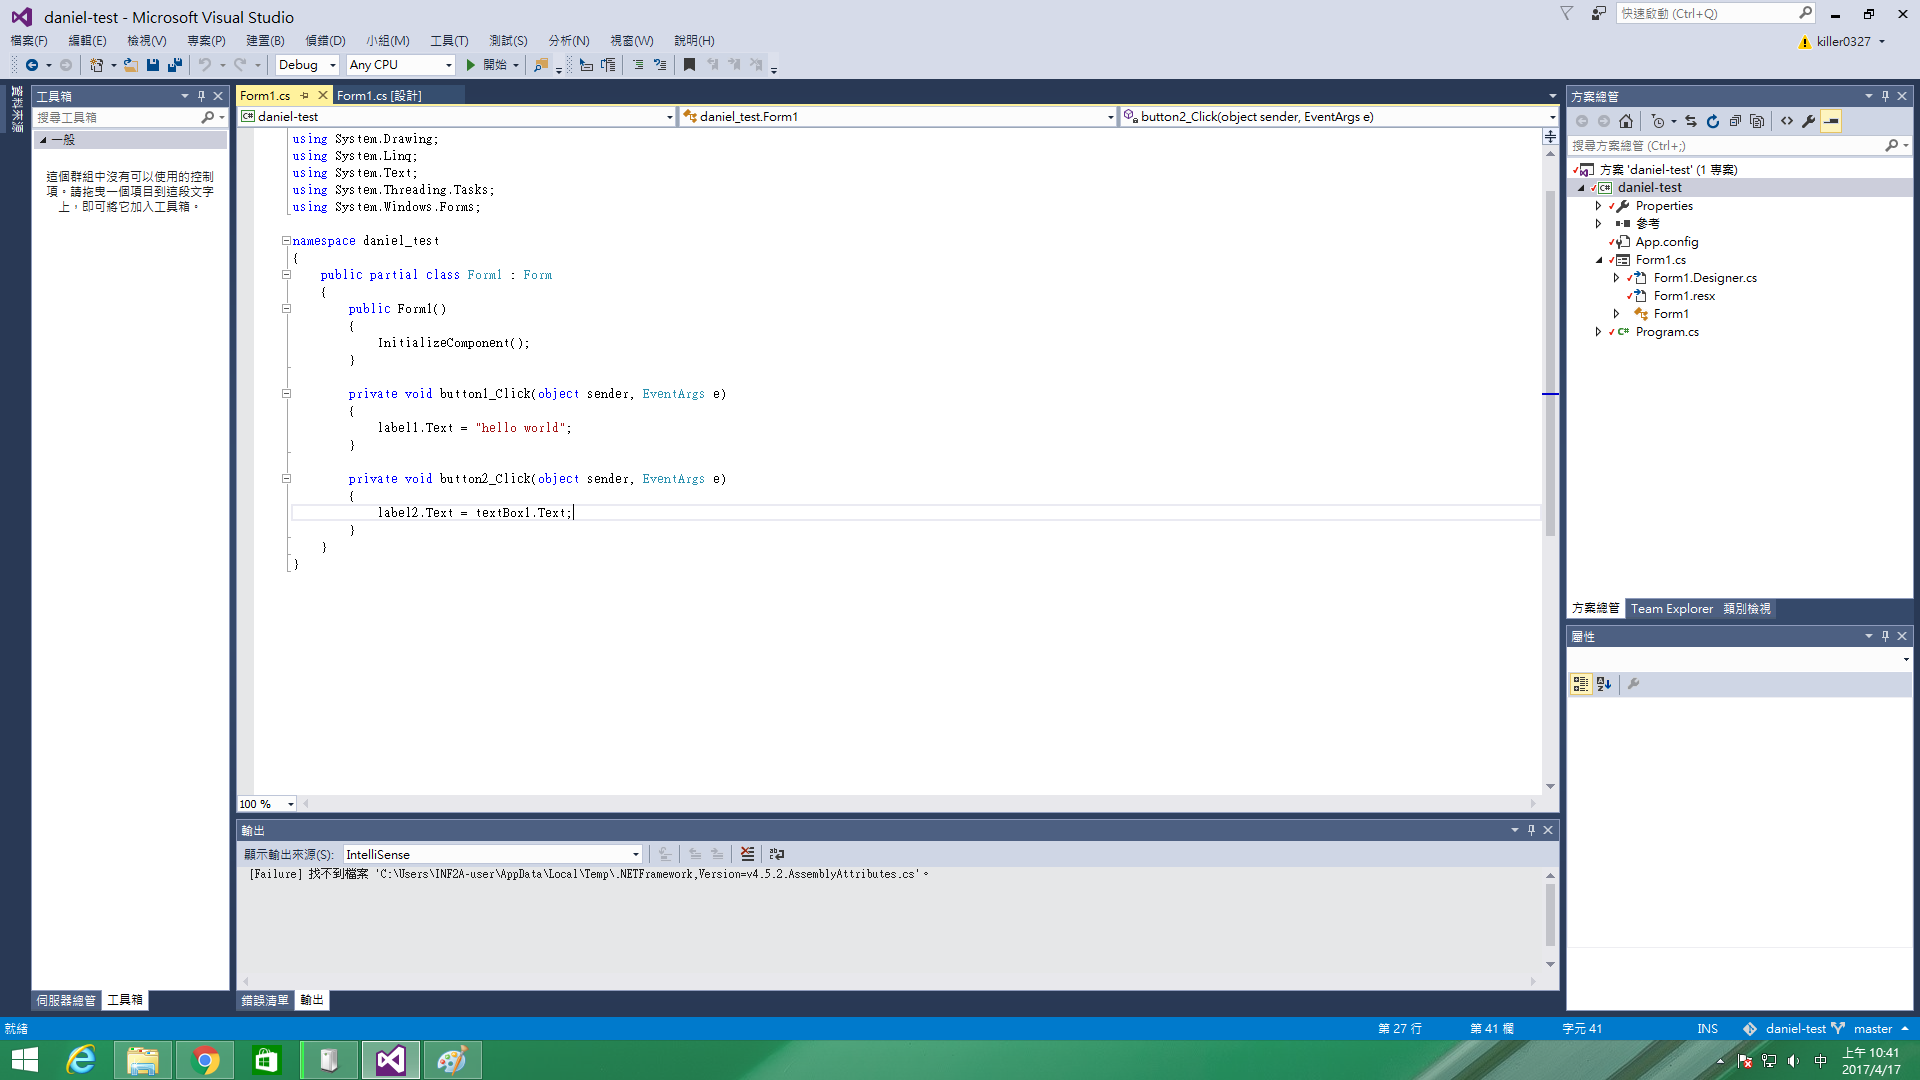 daniel-test - Microsoft Visual Studio
快速啟動 (Ctrl+Q)
檔案(F) 編輯(E) 檢視(V) 專案(P) 建置(B) 偵錯(D) 小組(M) 工具(T) 測試(S) 分析(N) 視窗(W) 說明(H)
killer0327
Debug Any CPU 開始
資料來源
工具箱
搜尋工具箱
一般
這個群組中沒有可以使用的控制
項。請拖曳一個項目到這段文字
上，即可將它加入工具箱。
伺服器總管 工具箱
Form1.cs Form1.cs [設計]
C# daniel-test daniel_test.Form1 button2_Click(object sender, EventArgs e)
using System.Drawing;
using System.Linq;
using System.Text;
using System.Threading.Tasks;
using System.Windows.Forms;
namespace daniel_test
{
public partial class Form1 : Form
{
public Form1()
{
InitializeComponent();
}
private void button1_Click(object sender, EventArgs e)
{
label1.Text = "hello world";
}
private void button2_Click(object sender, EventArgs e)
{
label2.Text = textBox1.Text;
}
}
}
100 %
輸出
顯示輸出來源(S): IntelliSense
[Failure] 找不到檔案 'C:\Users\INF2A-user\AppData\Local\Temp\.NETFramework,Version=v4.5.2.AssemblyAttributes.cs'。
錯誤清單 輸出
方案總管
搜尋方案總管 (Ctrl+;)
方案 'daniel-test' (1 專案)
C# daniel-test
Properties
參考
App.config
Form1.cs
Form1.Designer.cs
Form1.resx
Form1
C# Program.cs
方案總管 Team Explorer 類別檢視
屬性
就緒 第 27 行 第 41 欄 字元 41 INS daniel-test master
中
上午 10:41
2017/4/17